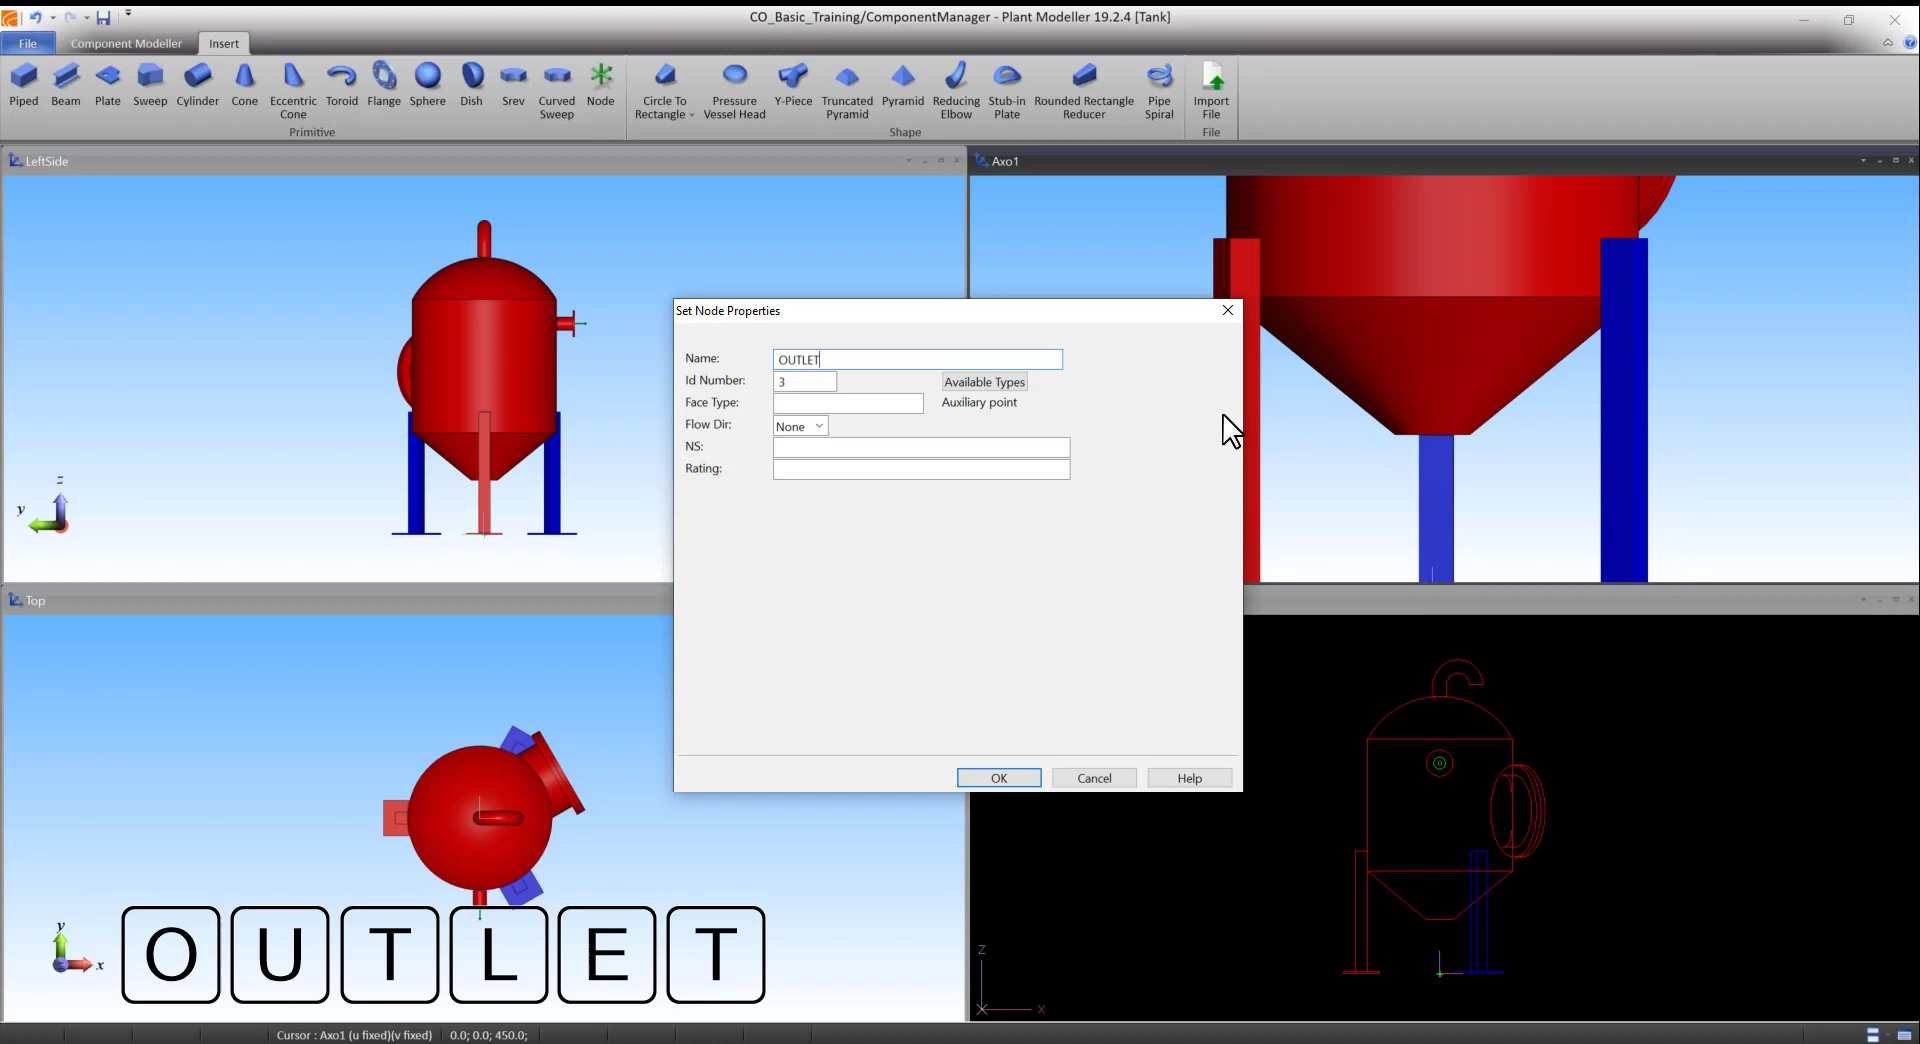 CO_Basic_Training/ComponentManager - Plant Modeller 19.2.4 [Tank]
File
Component Modeller
Insert
Piped
Beam
Plate
Sweep
Cylinder
Cone
Eccentric
Cone
Toroid
Flange
Sphere
Dish
Srev
Curved
Sweep
Node
Circle To
Rectangle
Pressure
Vessel Head
Y-Piece
Truncated
Pyramid
Pyramid
Reducing
Elbow
Stub-in
Plate
Rounded Rectangle
Reducer
Pipe
Spiral
Import
File
Primitive
Shape
File
LeftSide
Axo1
z
y
Set Node Properties
Name:
OUTLET
Id Number:
3
Available Types
Face Type:
Auxiliary point
Flow Dir:
None
NS:
Rating:
OK
Cancel
Help
Top
y
x
O U T L E T
Z
X
Cursor : Axo1 (u fixed)(v fixed)
0.0; 0.0; 450.0;